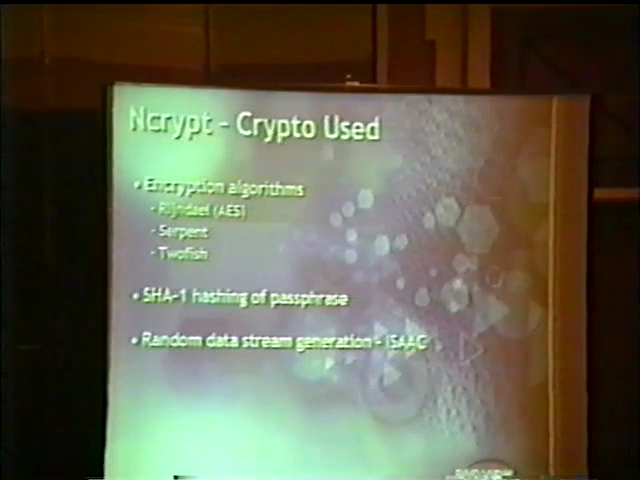 Ncrypt - Crypto Used
• Encryption algorithms
- Rijndael (AES)
- Serpent
- Twofish
• SHA-1 hashing of passphrase
• Random data stream generation - ISAAC